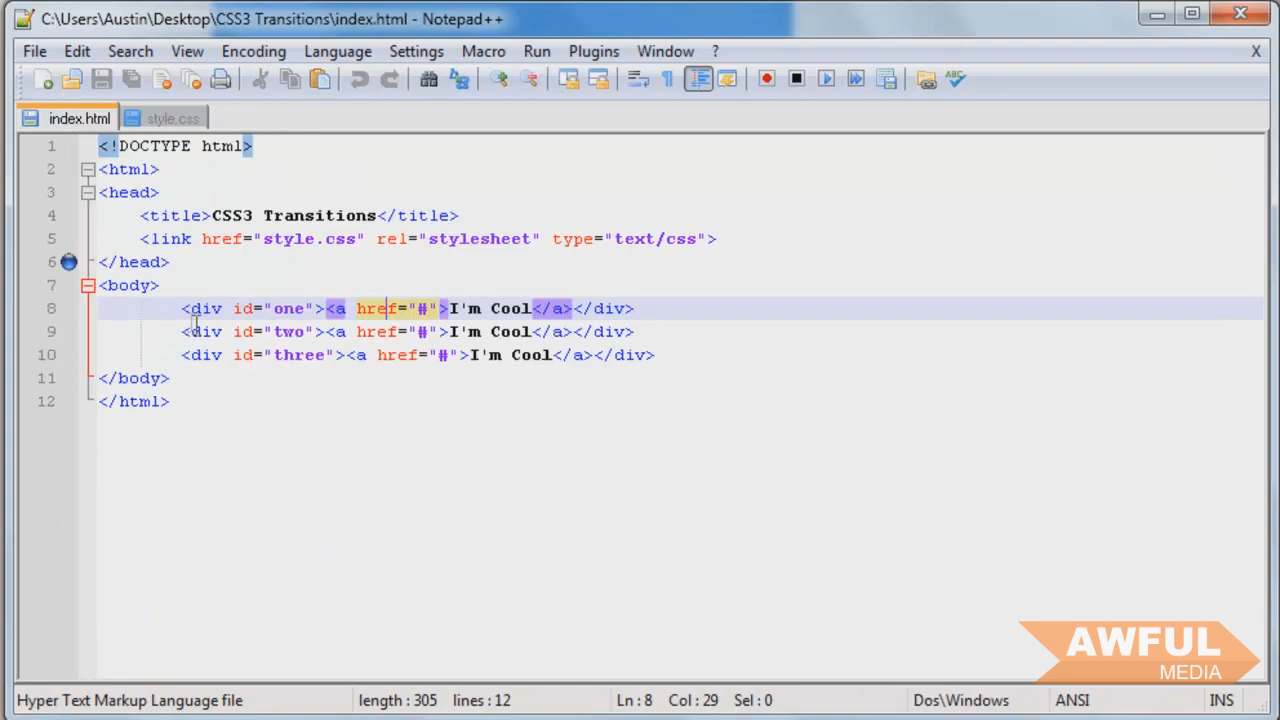 C:\Users\Austin\Desktop\CSS3 Transitions\index.html - Notepad++
File Edit Search View Encoding Language Settings Macro Run Plugins Window ? X
index.html style.css
1 <!DOCTYPE html>
2 <html>
3 <head>
4 <title>CSS3 Transitions</title>
5 <link href="style.css" rel="stylesheet" type="text/css">
6 </head>
7 <body>
8 <div id="one"><a href="#">I'm Cool</a></div>
9 <div id="two"><a href="#">I'm Cool</a></div>
10 <div id="three"><a href="#">I'm Cool</a></div>
11 </body>
12 </html>
AWFUL
MEDIA
Hyper Text Markup Language file length : 305 lines : 12 Ln : 8 Col : 29 Sel : 0 Dos\Windows ANSI INS